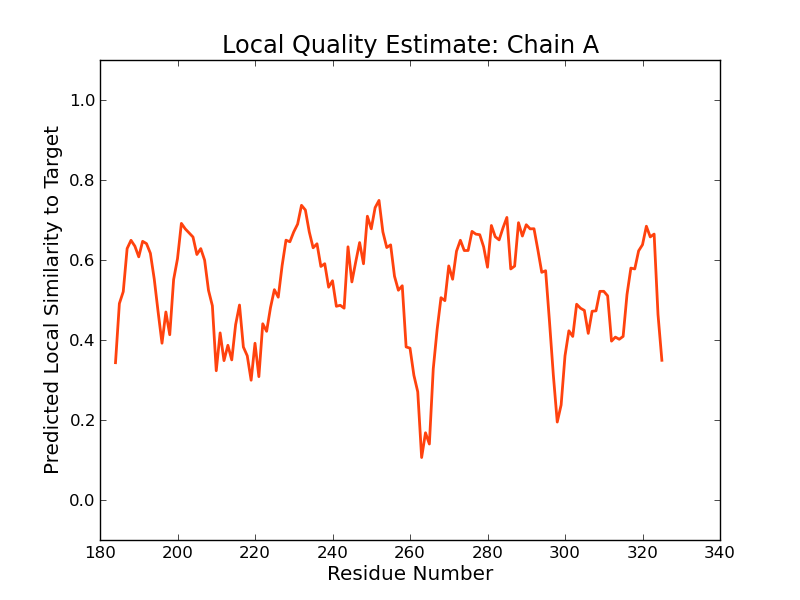 Local Quality Estimate: Chain A
Predicted Local Similarity to Target
1.0
0.8
0.6
0.4
0.2
0.0
180 200 220 240 260 280 300 320 340
Residue Number